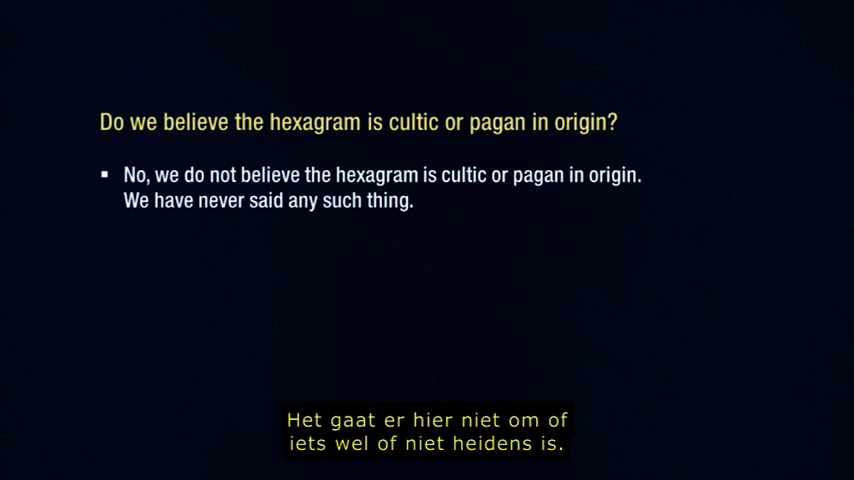 Do we believe the hexagram is cultic or pagan in origin?
▪ No, we do not believe the hexagram is cultic or pagan in origin.
We have never said any such thing.
Het gaat er hier niet om of
iets wel of niet heidens is.